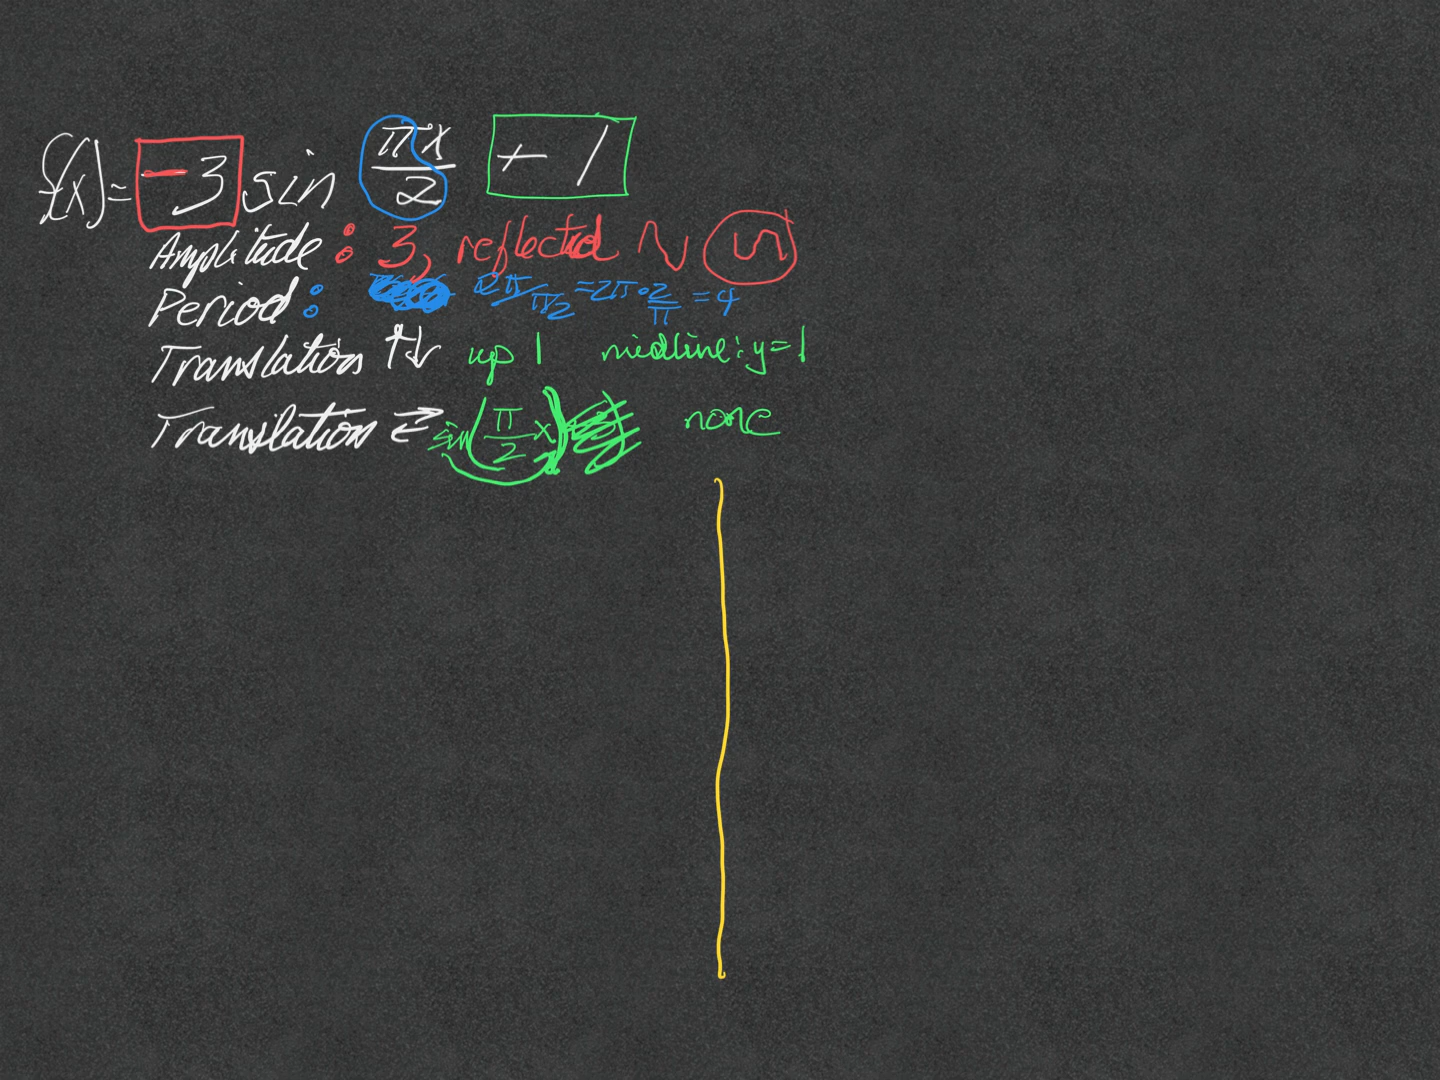 f(x) = -3 sin πx/2 + 1
Amplitude: 3, reflected
Period: 2π/π/2 = 2π · 2/π = 4
Translation ↑↓ up 1 midline: y = 1
Translation ⇄ sin(π/2 x) none